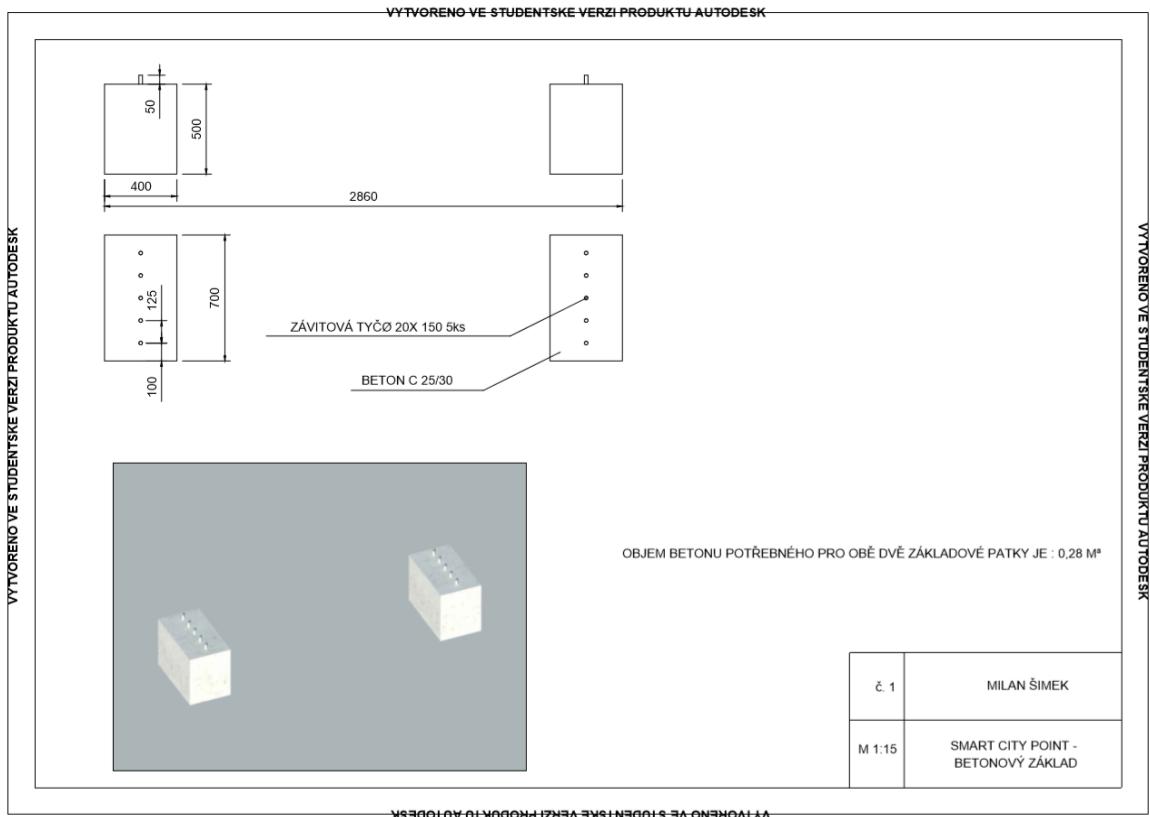 VYTVORENO VE STUDENTSKE VERZI PRODUKTU AUTODESK
50
500
400
2860
125
700
100
ZÁVITOVÁ TYČØ 20X 150 5ks
BETON C 25/30
OBJEM BETONU POTŘEBNÉHO PRO OBĚ DVĚ ZÁKLADOVÉ PATKY JE : 0,28 M³
č. 1
MILAN ŠIMEK
M 1:15
SMART CITY POINT -
BETONOVÝ ZÁKLAD
VYTVORENO VE STUDENTSKE VERZI PRODUKTU AUTODESK
VYTVORENO VE STUDENTSKE VERZI PRODUKTU AUTODESK
VYTVORENO VE STUDENTSKE VERZI PRODUKTU AUTODESK